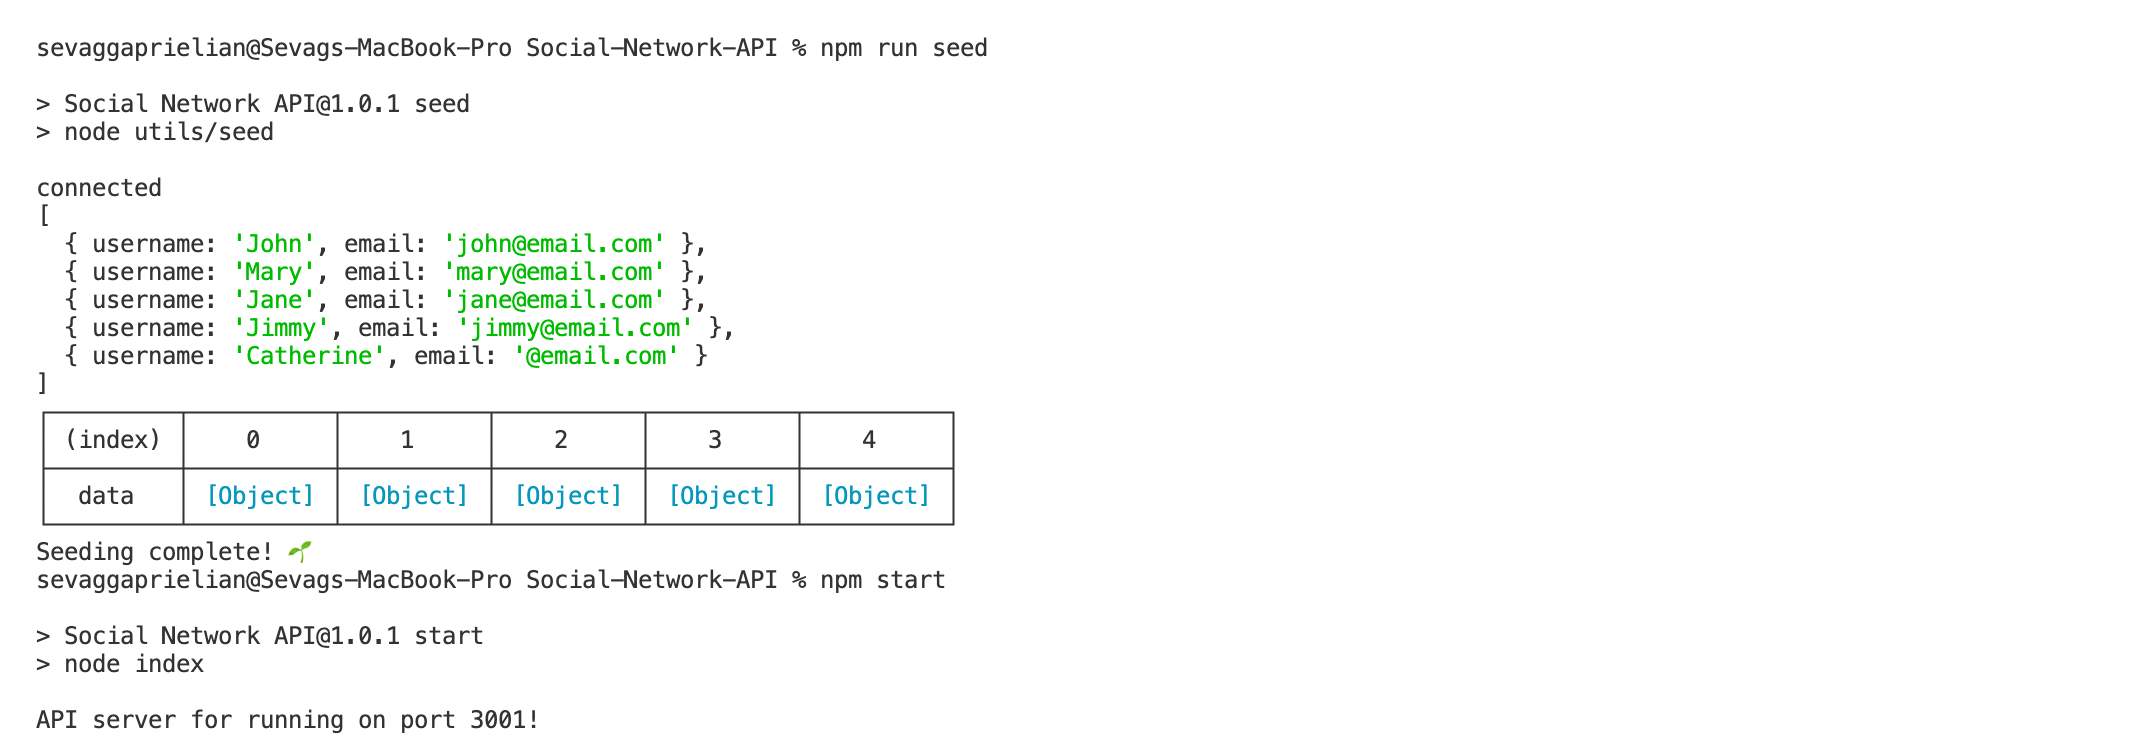 sevaggaprielian@Sevags-MacBook-Pro Social-Network-API % npm run seed
> Social Network API@1.0.1 seed
> node utils/seed
connected
[
  { username: 'John', email: 'john@email.com' },
  { username: 'Mary', email: 'mary@email.com' },
  { username: 'Jane', email: 'jane@email.com' },
  { username: 'Jimmy', email: 'jimmy@email.com' },
  { username: 'Catherine', email: '@email.com' }
]
(index) 0 1 2 3 4
data [Object] [Object] [Object] [Object] [Object]
Seeding complete! 🌱
sevaggaprielian@Sevags-MacBook-Pro Social-Network-API % npm start
> Social Network API@1.0.1 start
> node index
API server for running on port 3001!